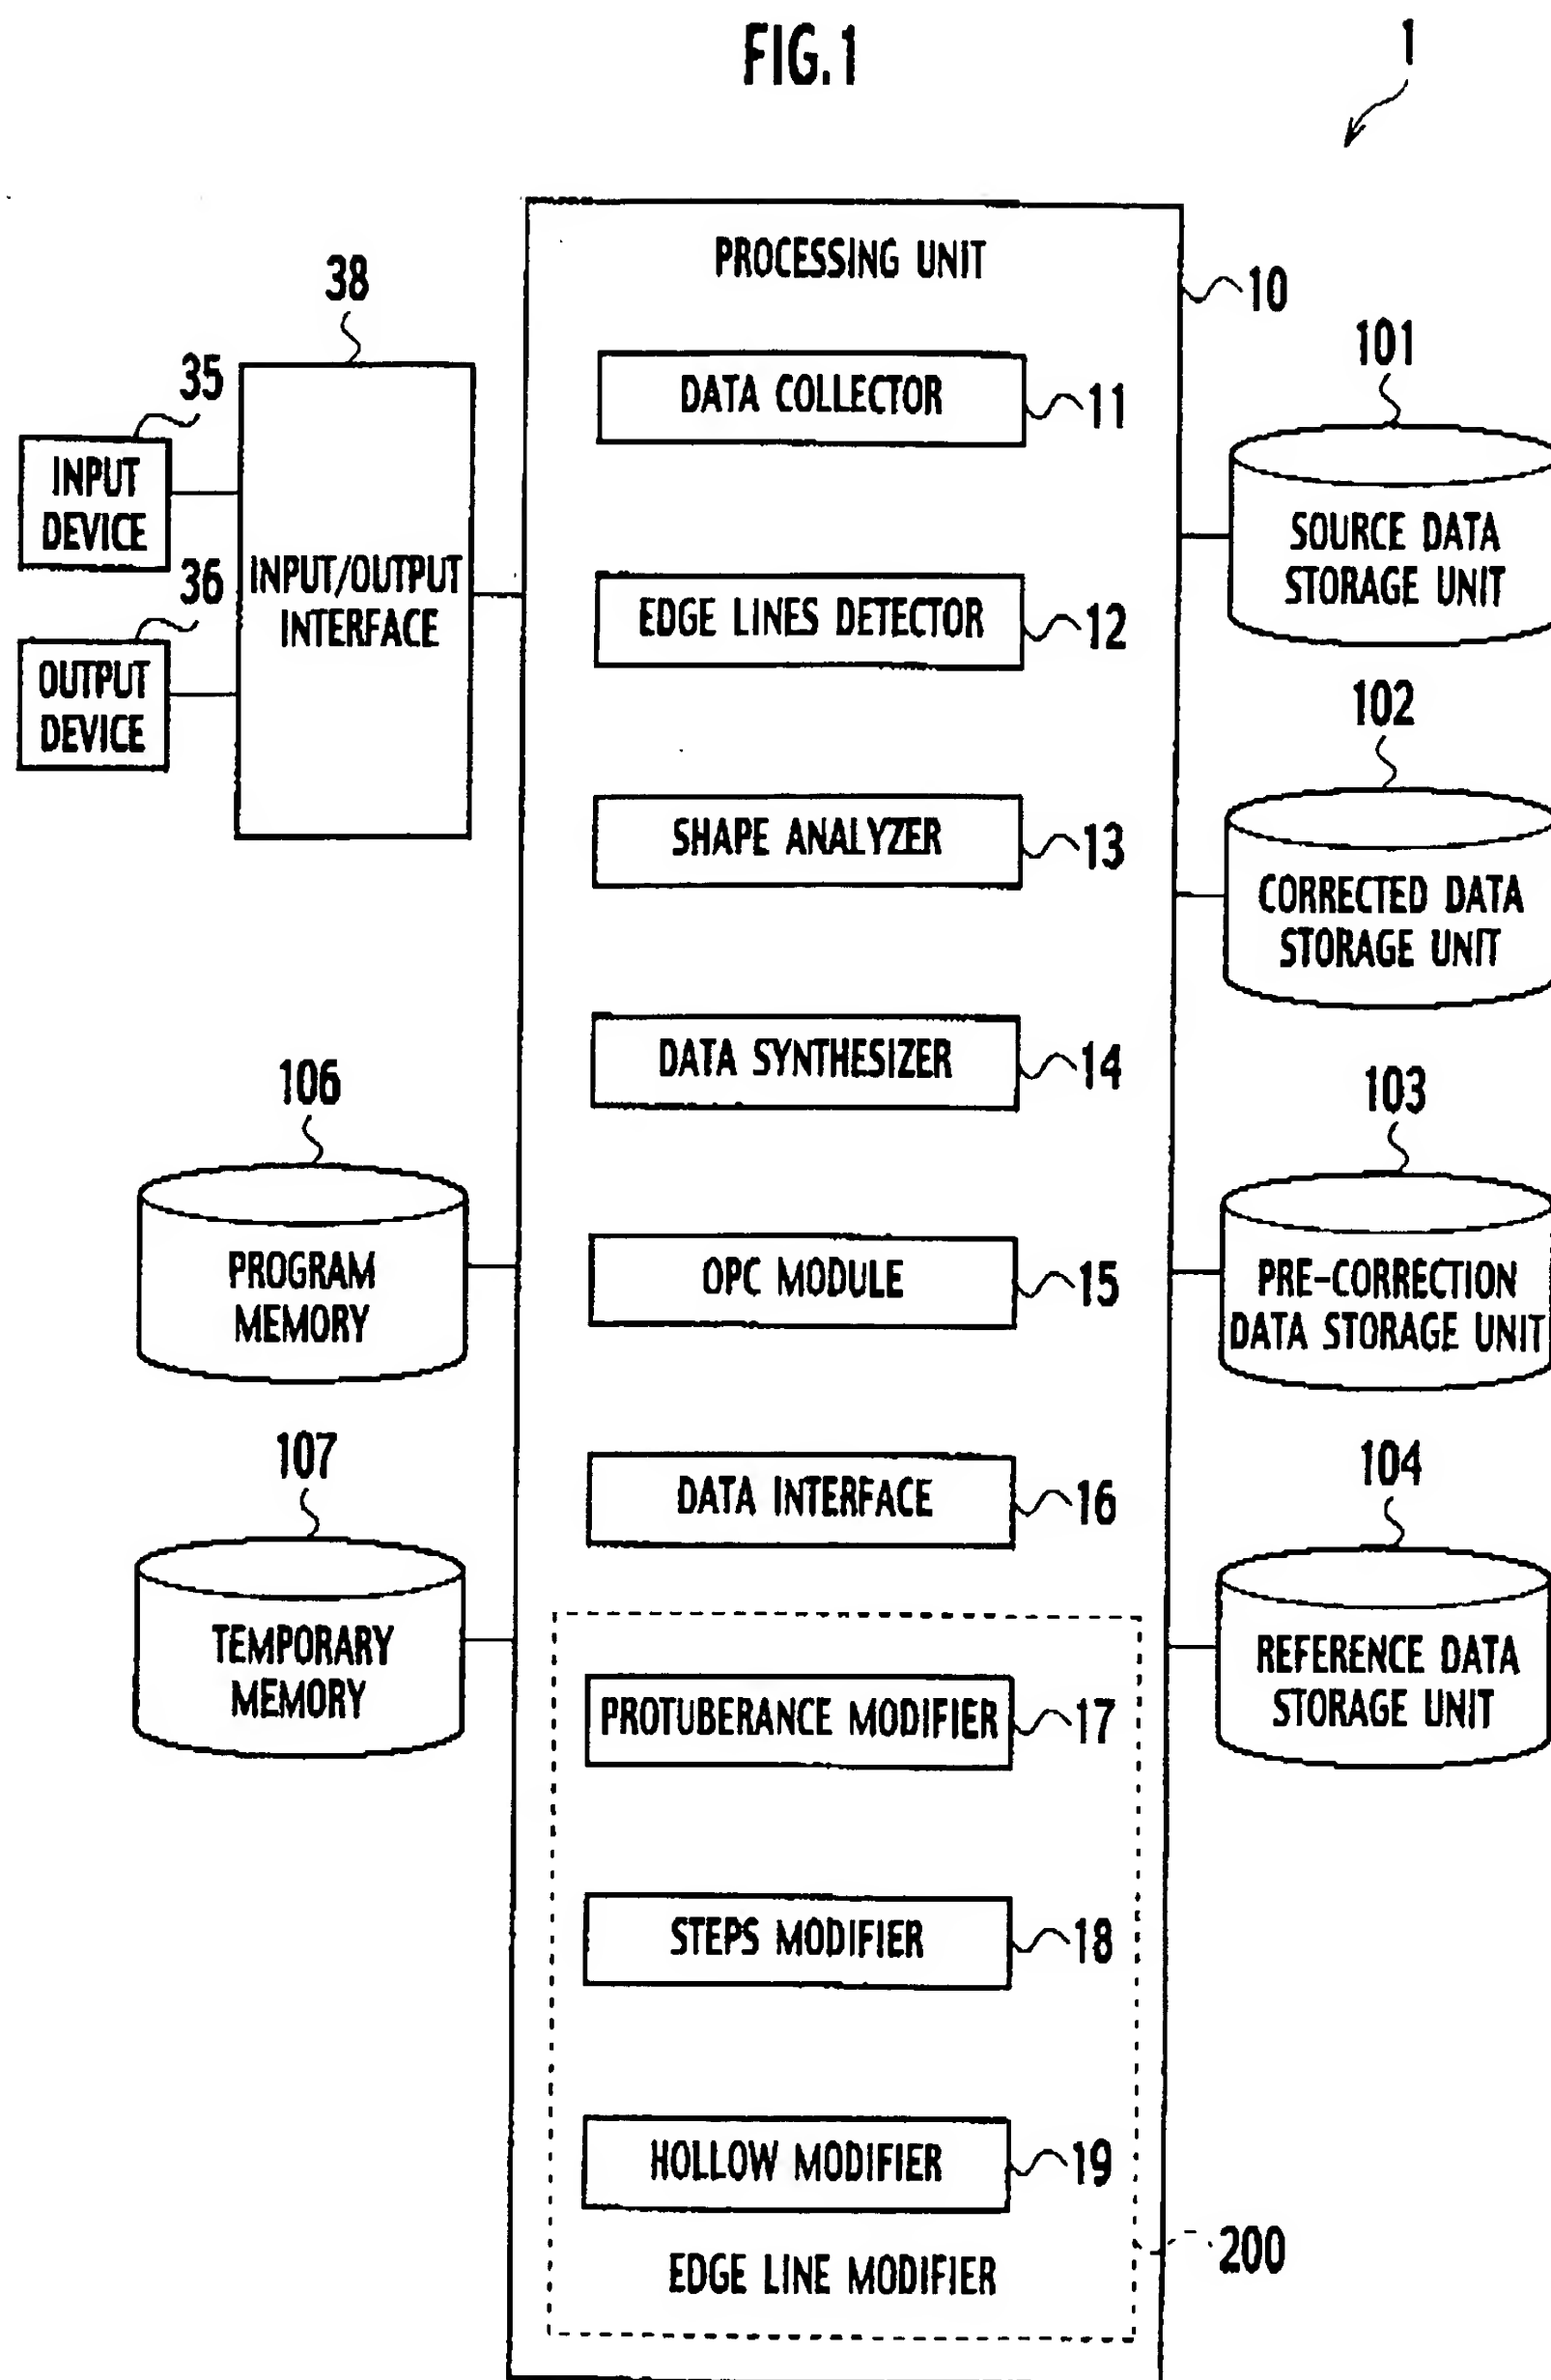 FIG.1
1
PROCESSING UNIT
10
38
35
INPUT
DEVICE
36
OUTPUT
DEVICE
INPUT/OUTPUT
INTERFACE
DATA COLLECTOR
11
EDGE LINES DETECTOR
12
SHAPE ANALYZER
13
DATA SYNTHESIZER
14
OPC MODULE
15
DATA INTERFACE
16
PROTUBERANCE MODIFIER
17
STEPS MODIFIER
18
HOLLOW MODIFIER
19
EDGE LINE MODIFIER
200
101
SOURCE DATA
STORAGE UNIT
102
CORRECTED DATA
STORAGE UNIT
103
PRE-CORRECTION
DATA STORAGE UNIT
104
REFERENCE DATA
STORAGE UNIT
106
PROGRAM
MEMORY
107
TEMPORARY
MEMORY